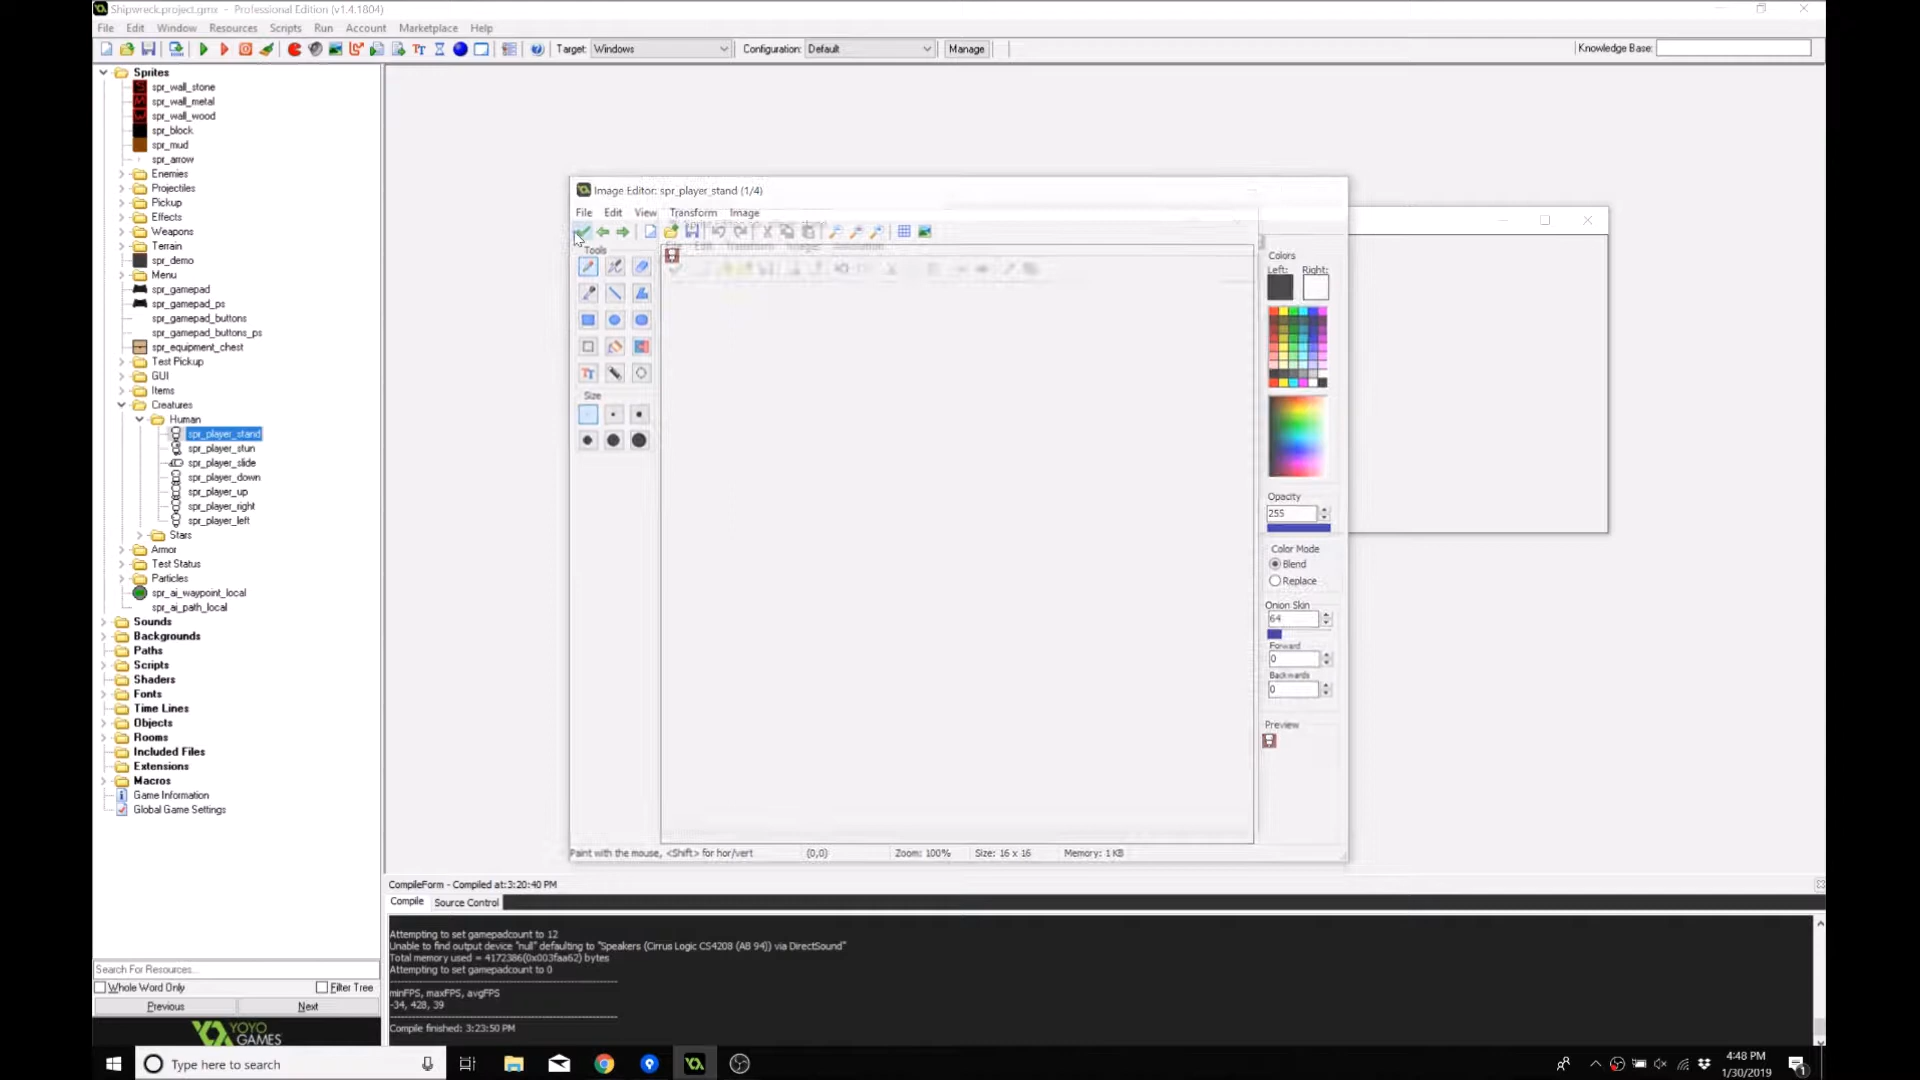 Shipwreck.project.gmx - Professional Edition (v1.4.1804)
File Edit Window Resources Scripts Run Account Marketplace Help
Target: Windows Configuration: Default Manage Knowledge Base:
Sprites
spr_wall_stone
spr_wall_metal
spr_wall_wood
spr_block
spr_mud
spr_arrow
Enemies
Projectiles
Pickup
Effects
Weapons
Terrain
spr_demo
Menu
spr_gamepad
spr_gamepad_ps
spr_gamepad_buttons
spr_gamepad_buttons_ps
spr_equipment_chest
Test Pickup
GUI
Items
Creatures
Human
spr_player_stand
spr_player_stun
spr_player_slide
spr_player_down
spr_player_up
spr_player_right
spr_player_left
Stars
Armor
Test Status
Particles
spr_ai_waypoint_local
spr_ai_path_local
Sounds
Backgrounds
Paths
Scripts
Shaders
Fonts
Time Lines
Objects
Rooms
Included Files
Extensions
Macros
Game Information
Global Game Settings
Search For Resources...
Whole Word Only Filter Tree
Previous Next
YOYO
GAMES
Image Editor: spr_player_stand (1/4)
File Edit View Transform Image
Tools
Size
Colors
Left: Right:
Opacity
255
Color Mode
Blend
Replace
Onion Skin
64
Forward
0
Backwards
0
Preview
Paint with the mouse, <Shift> for hor/vert (0,0) Zoom: 100% Size: 16 x 16 Memory: 1 KB
CompileForm - Compiled at:3:20:40 PM
Compile Source Control
Attempting to set gamepadcount to 12
Unable to find output device "null" defaulting to "Speakers (Cirrus Logic CS4208 (AB 94)) via DirectSound"
Total memory used = 4172386(0x003faa62) bytes
Attempting to set gamepadcount to 0
minFPS, maxFPS, avgFPS
-34, 428, 39
Compile finished: 3:23:50 PM
Type here to search
4:48 PM
1/30/2019